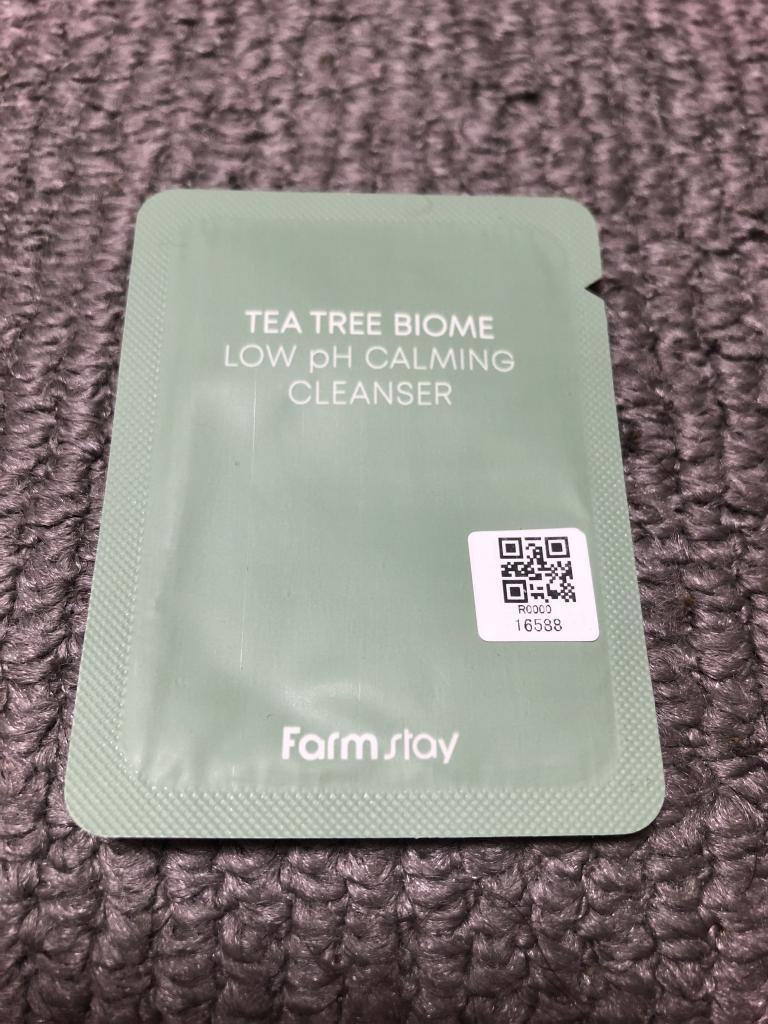 TEA TREE BIOME
LOW pH CALMING
CLEANSER
R0000
16588
Farm stay